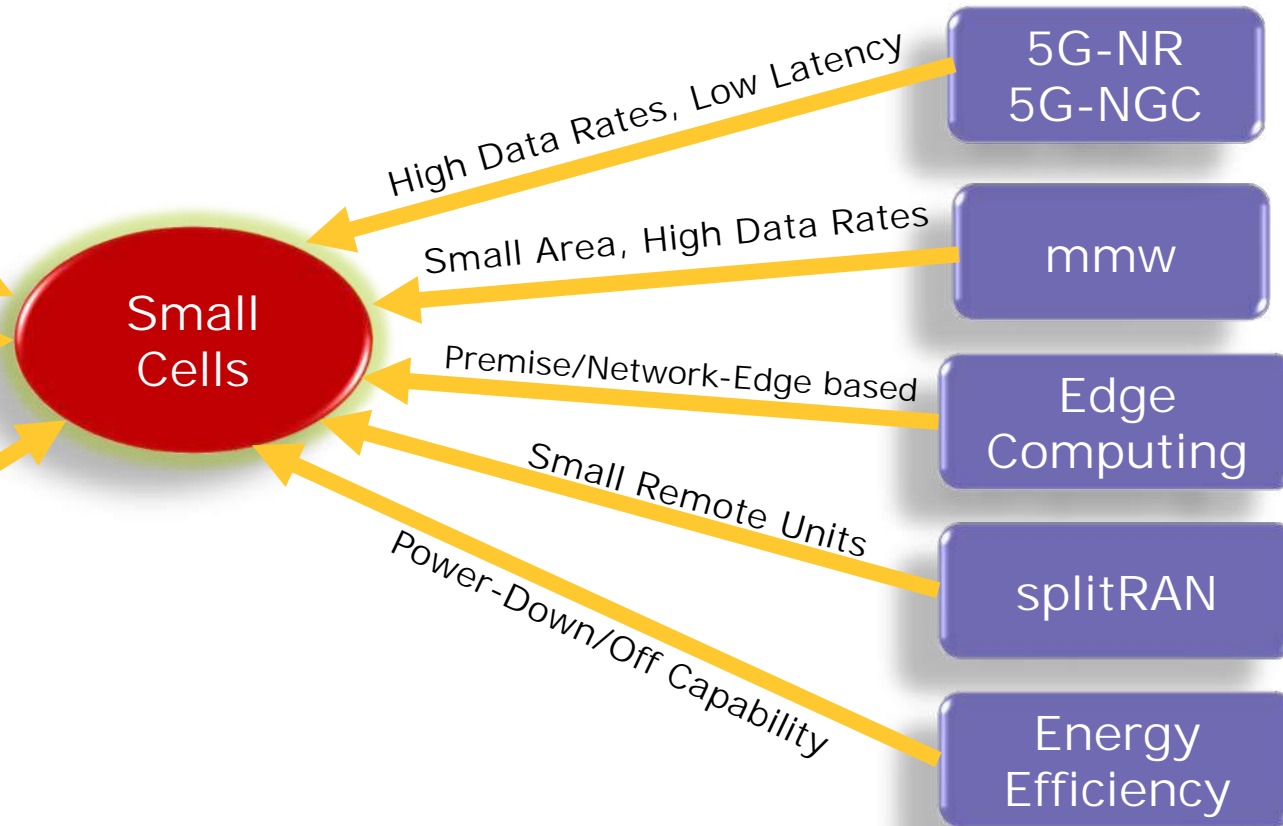 5G-NR
5G-NGC
High Data Rates, Low Latency
mmw
Small Area, High Data Rates
Small
Cells
Premise/Network-Edge based
Edge
Computing
Small Remote Units
splitRAN
Power-Down/Off Capability
Energy
Efficiency